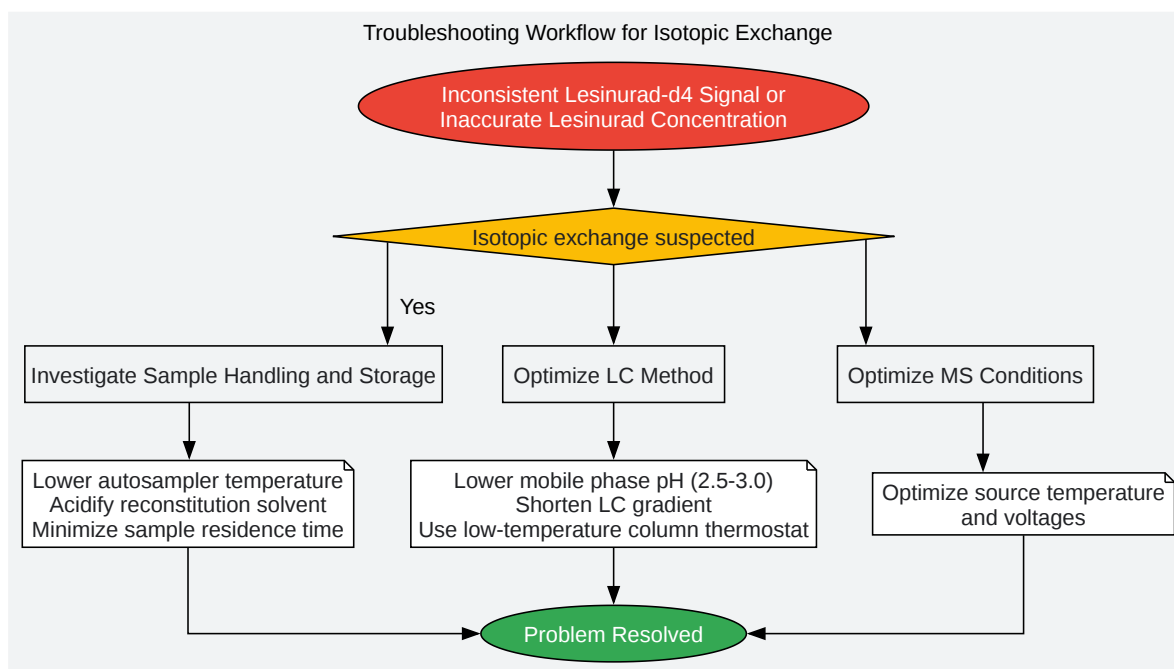 Troubleshooting Workflow for Isotopic Exchange
Inconsistent Lesinurad-d4 Signal or
Inaccurate Lesinurad Concentration
Isotopic exchange suspected
Yes
Investigate Sample Handling and Storage
Optimize LC Method
Optimize MS Conditions
Lower autosampler temperature
Acidify reconstitution solvent
Minimize sample residence time
Lower mobile phase pH (2.5-3.0)
Shorten LC gradient
Use low-temperature column thermostat
Optimize source temperature
and voltages
Problem Resolved